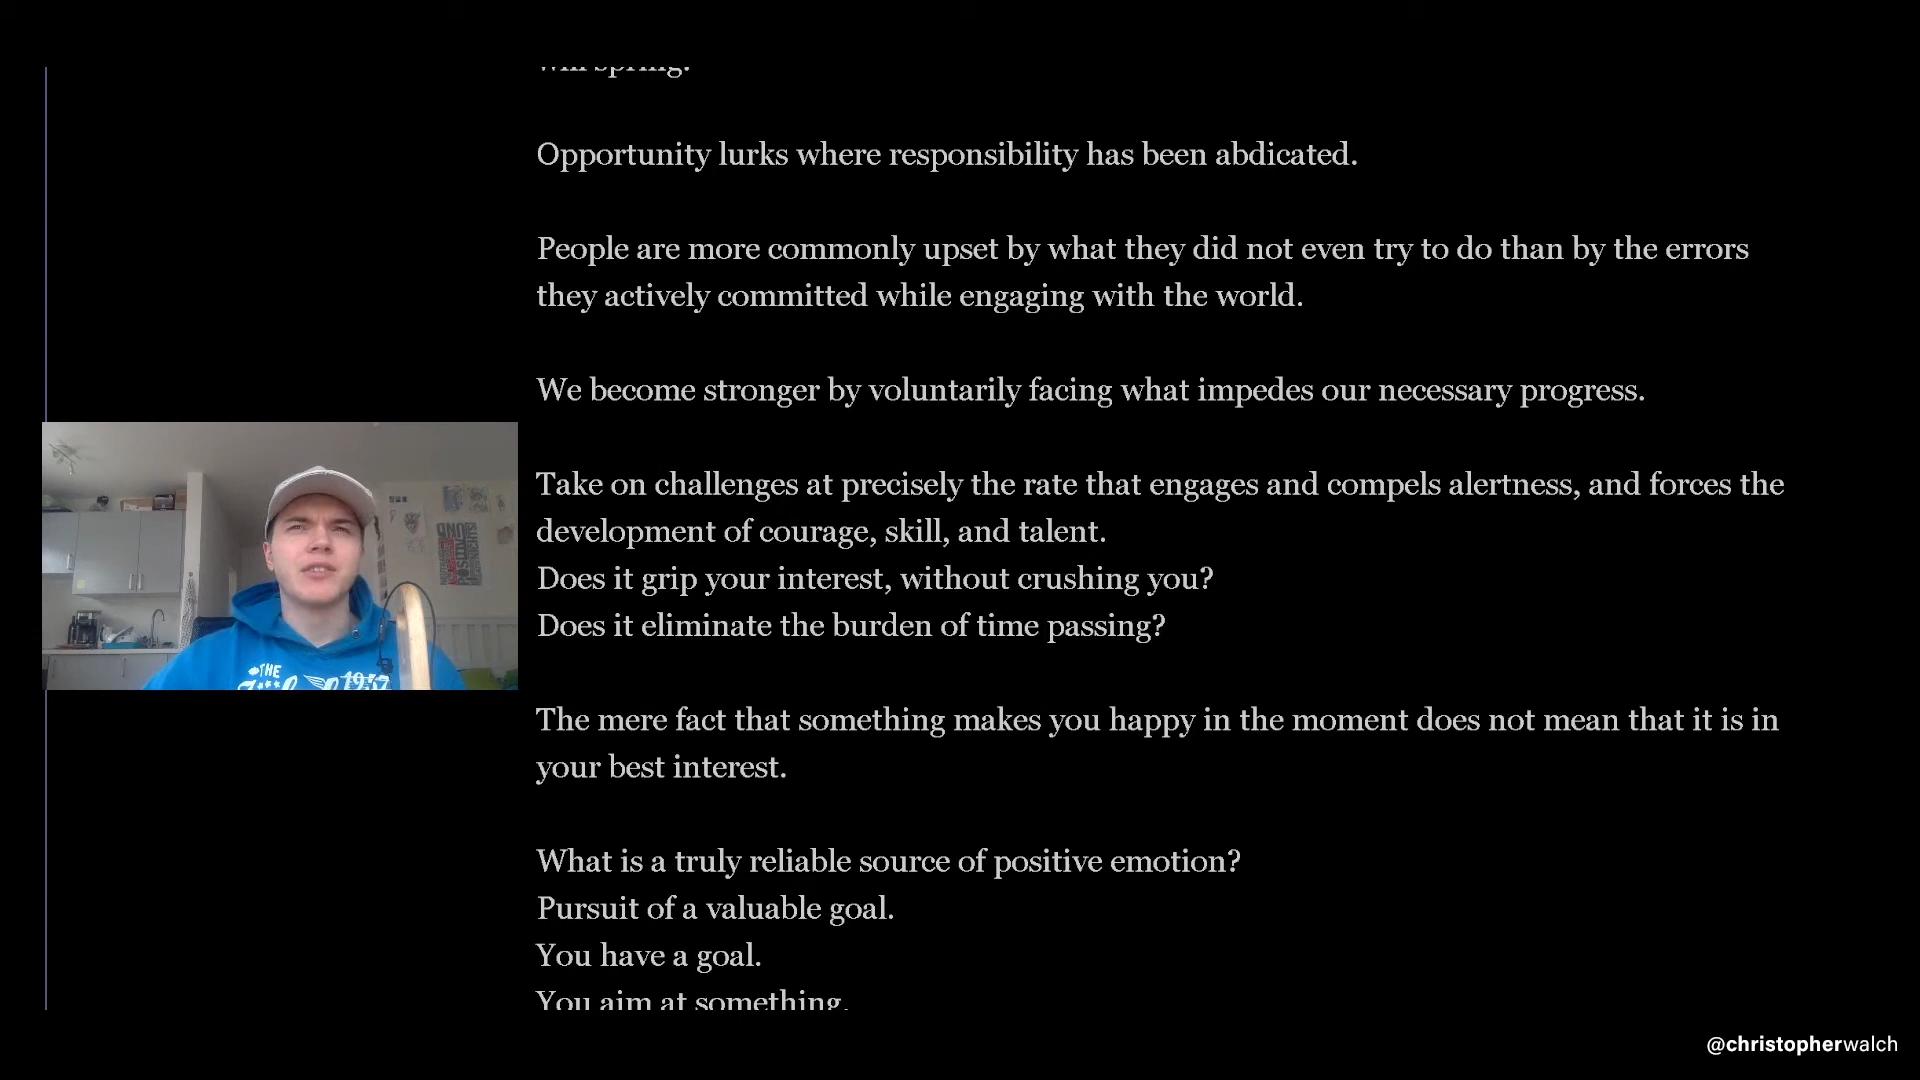 will spring.
Opportunity lurks where responsibility has been abdicated.
People are more commonly upset by what they did not even try to do than by the errors
they actively committed while engaging with the world.
We become stronger by voluntarily facing what impedes our necessary progress.
Take on challenges at precisely the rate that engages and compels alertness, and forces the
development of courage, skill, and talent.
Does it grip your interest, without crushing you?
Does it eliminate the burden of time passing?
THE
1957
The mere fact that something makes you happy in the moment does not mean that it is in
your best interest.
What is a truly reliable source of positive emotion?
Pursuit of a valuable goal.
You have a goal.
You aim at something.
@christopherwalch